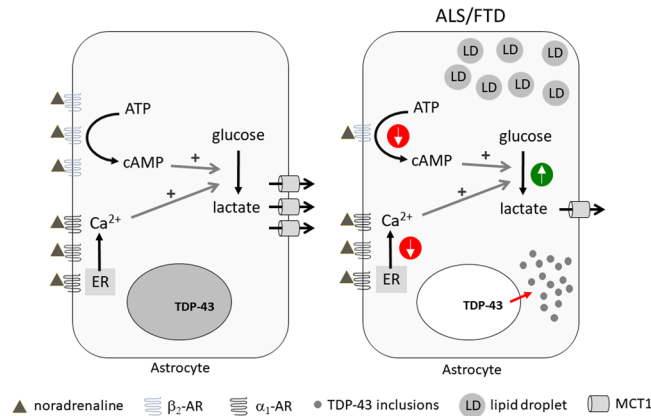 ALS/FTD
ATP
cAMP
+
+
glucose
lactate
Ca²⁺
ER
TDP-43
Astrocyte
LD
LD
LD
LD
LD
LD
LD
ATP
cAMP
+
+
glucose
lactate
Ca²⁺
ER
TDP-43
Astrocyte
noradrenaline
β₂-AR
α₁-AR
TDP-43 inclusions
LD
lipid droplet
MCT1